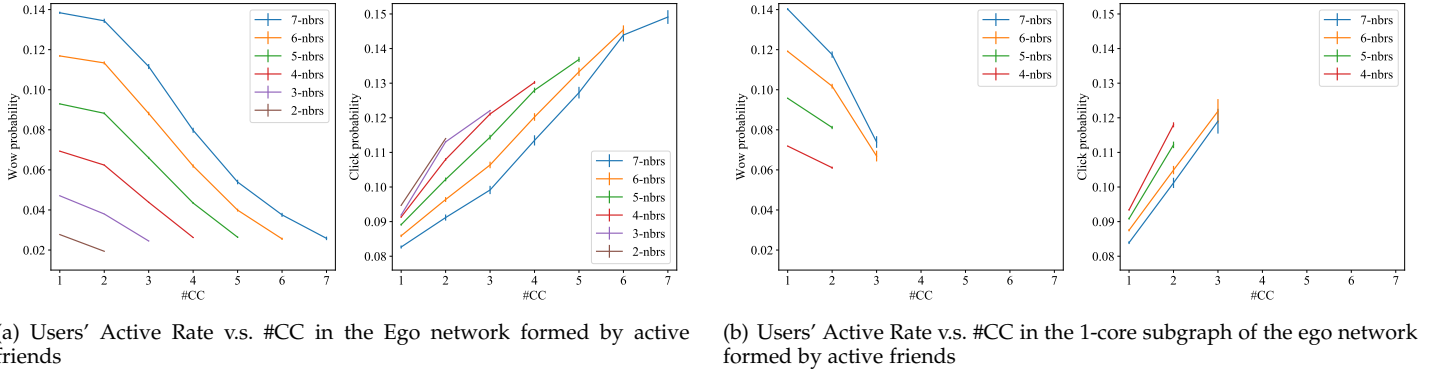 0.14
0.12
0.10
0.08
0.06
0.04
0.02
Wow probability
1 2 3 4 5 6 7
#CC
7-nbrs
6-nbrs
5-nbrs
4-nbrs
3-nbrs
2-nbrs
0.15
0.14
0.13
0.12
0.11
0.10
0.09
0.08
Click probability
1 2 3 4 5 6 7
#CC
7-nbrs
6-nbrs
5-nbrs
4-nbrs
3-nbrs
2-nbrs
(a) Users' Active Rate v.s. #CC in the Ego network formed by active
friends
0.14
0.12
0.10
0.08
0.06
0.04
0.02
Wow probability
1 2 3 4 5 6 7
#CC
7-nbrs
6-nbrs
5-nbrs
4-nbrs
0.15
0.14
0.13
0.12
0.11
0.10
0.09
0.08
Click probability
1 2 3 4 5 6 7
#CC
7-nbrs
6-nbrs
5-nbrs
4-nbrs
(b) Users' Active Rate v.s. #CC in the 1-core subgraph of the ego network
formed by active friends